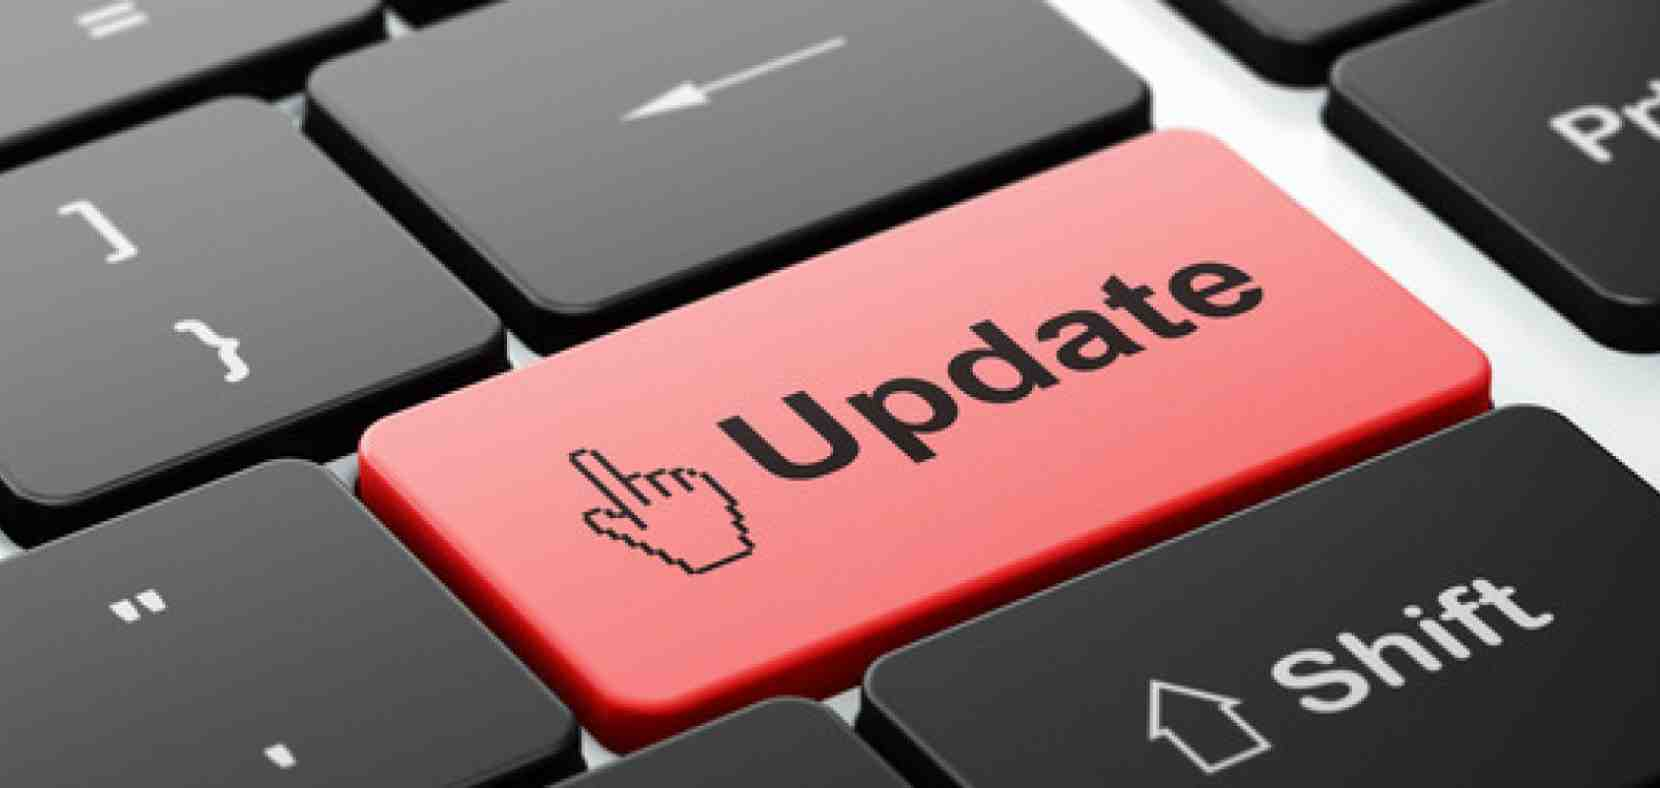 =
]
}
Update
"
'
Shift